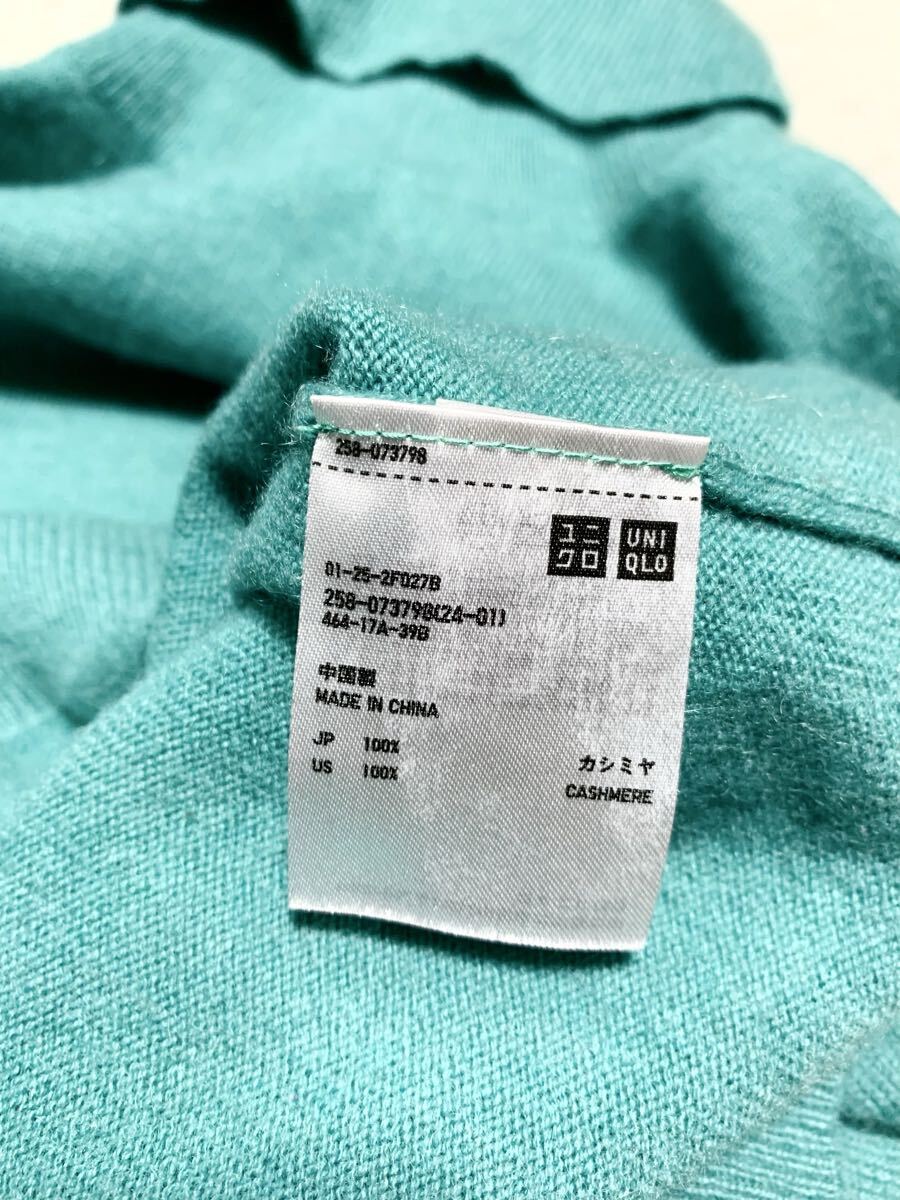 258-073798
ユニ
クロ
UNI
QLO
01-25-2F027B
258-073798(24-01)
464-17A-39B
中国製
MADE IN CHINA
JP 100% カシミヤ
US 100% CASHMERE